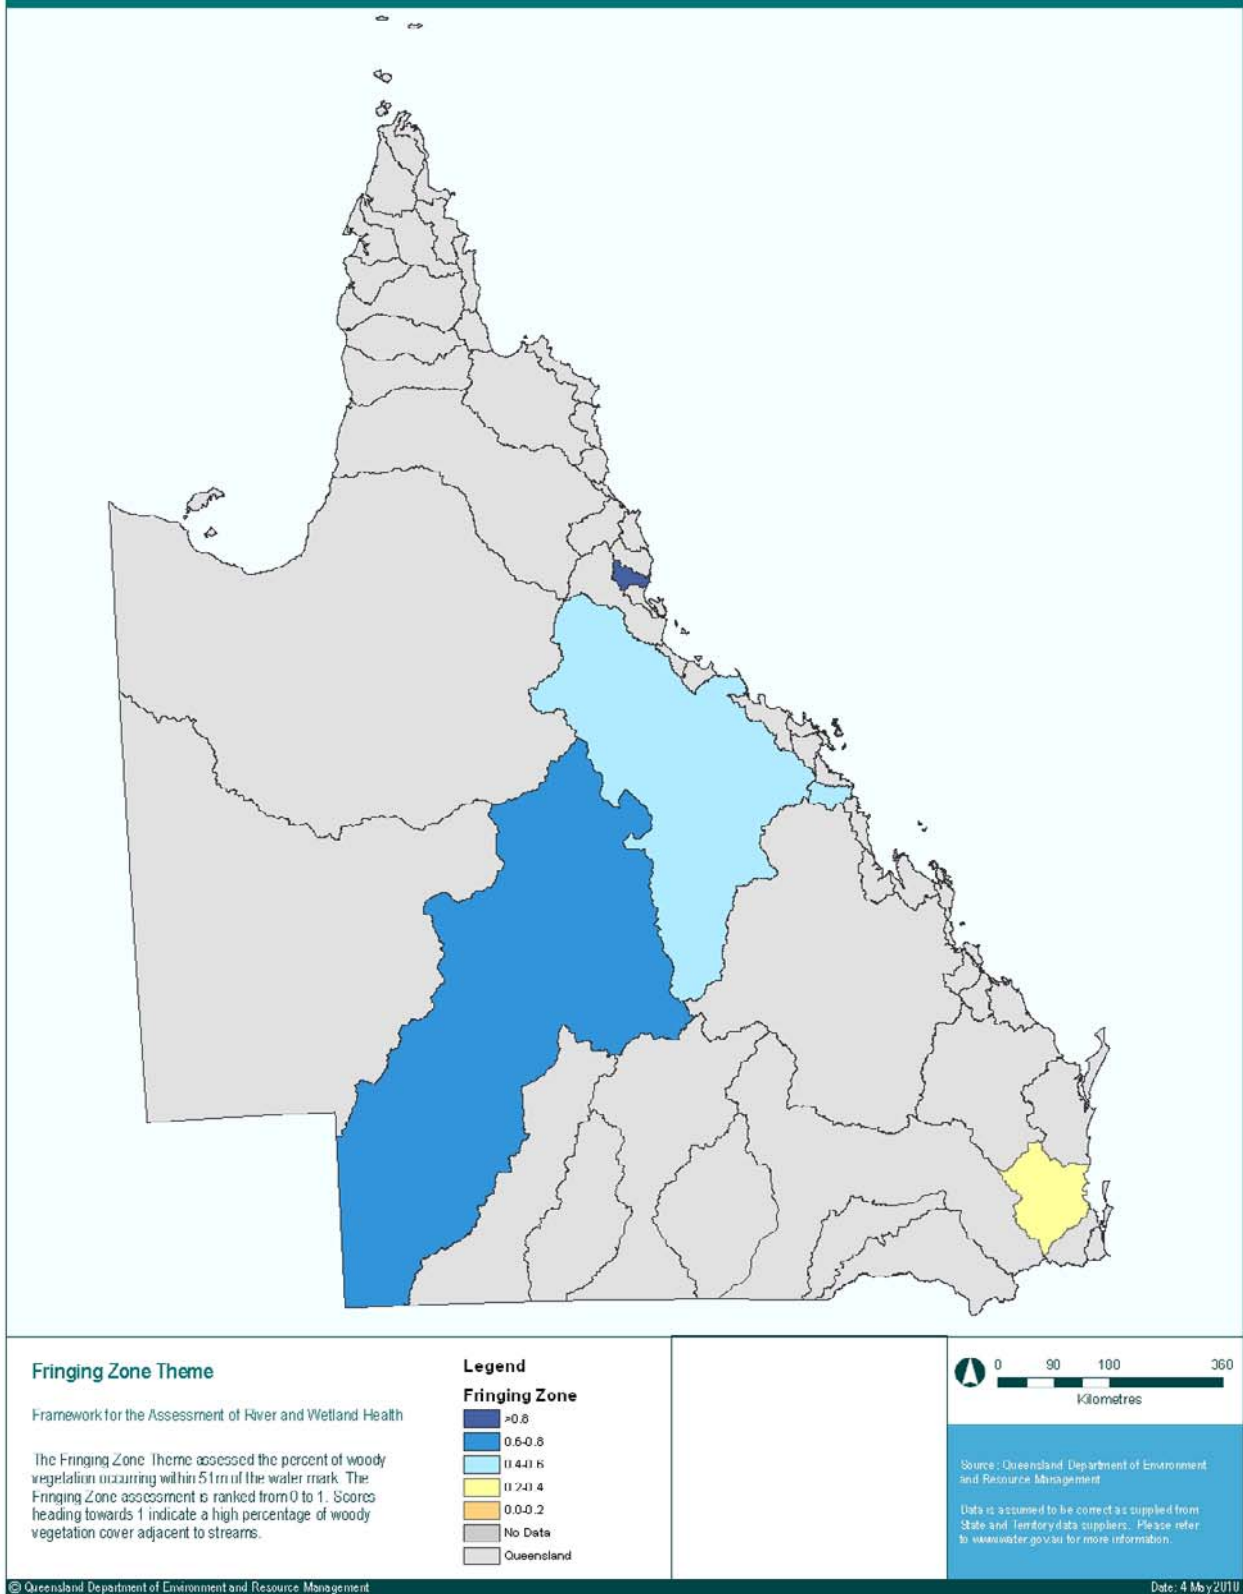 Fringing Zone Theme
Framework for the Assessment of River and Wetland Health
The Fringing Zone Theme assessed the percent of woody
vegetation occurring within 51m of the water mark. The
Fringing Zone assessment is ranked from 0 to 1. Scores
heading towards 1 indicate a high percentage of woody
vegetation cover adjacent to streams.
Legend
Fringing Zone
>0.8
0.6-0.8
0.4-0.6
0.2-0.4
0.0-0.2
No Data
Queensland
0 90 180 360
Kilometres
Source: Queensland Department of Environment
and Resource Management
Data is assumed to be correct as supplied from
State and Territory data suppliers. Please refer
to www.water.gov.au for more information.
© Queensland Department of Environment and Resource Management
Date: 4 May 2010